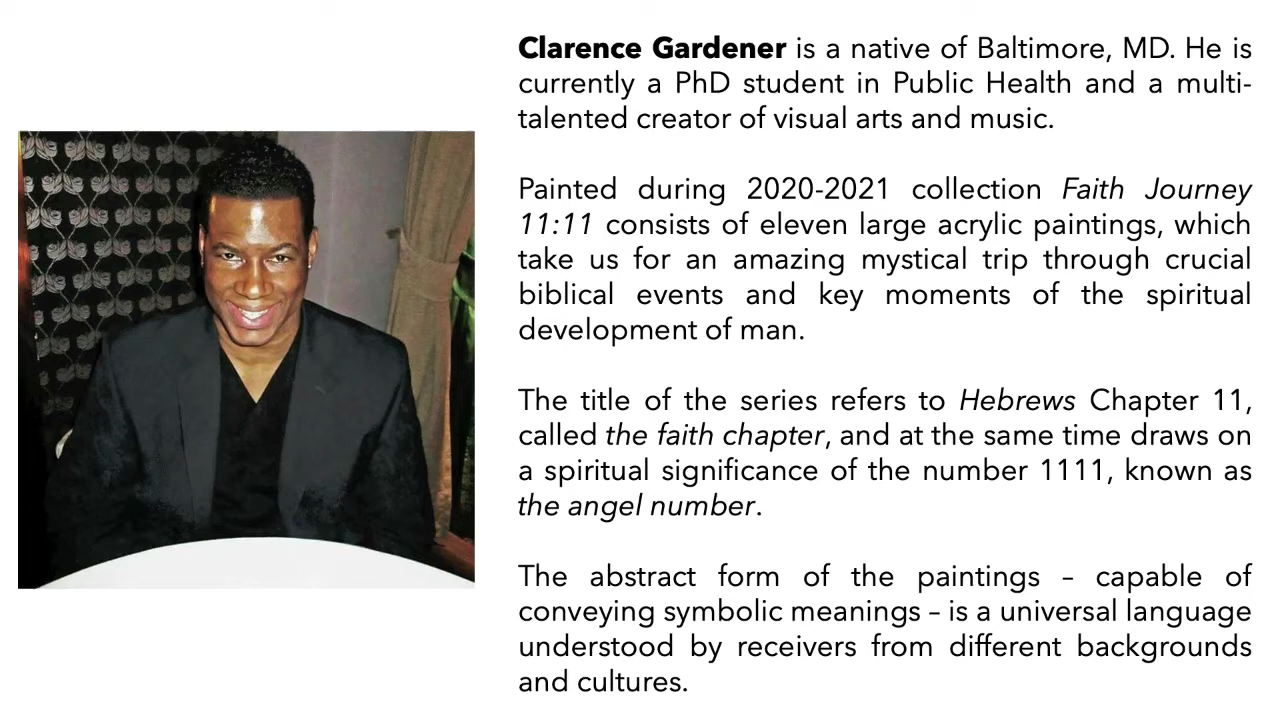 Clarence Gardener is a native of Baltimore, MD. He is
currently a PhD student in Public Health and a multi-
talented creator of visual arts and music.
Painted during 2020-2021 collection Faith Journey
11:11 consists of eleven large acrylic paintings, which
take us for an amazing mystical trip through crucial
biblical events and key moments of the spiritual
development of man.
The title of the series refers to Hebrews Chapter 11,
called the faith chapter, and at the same time draws on
a spiritual significance of the number 1111, known as
the angel number.
The abstract form of the paintings – capable of
conveying symbolic meanings – is a universal language
understood by receivers from different backgrounds
and cultures.